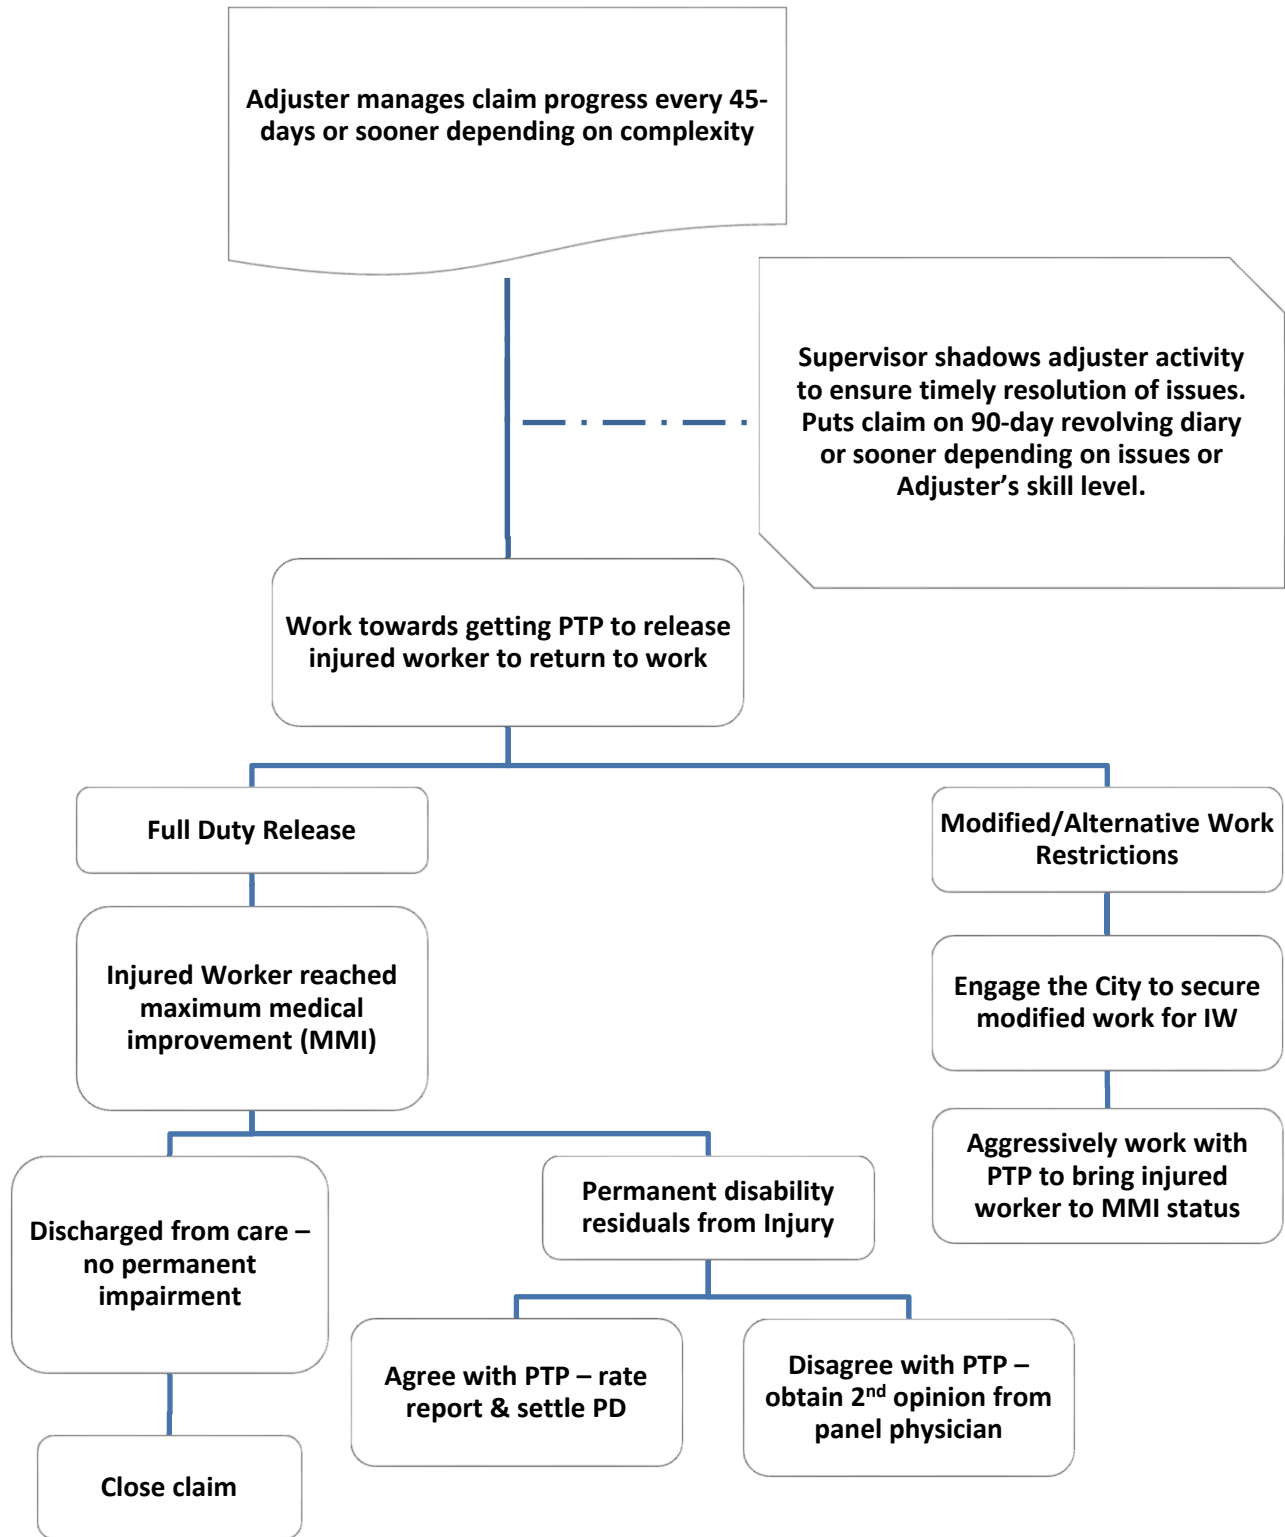 Adjuster manages claim progress every 45-
days or sooner depending on complexity
Supervisor shadows adjuster activity
to ensure timely resolution of issues.
Puts claim on 90-day revolving diary
or sooner depending on issues or
Adjuster’s skill level.
Work towards getting PTP to release
injured worker to return to work
Full Duty Release
Modified/Alternative Work
Restrictions
Injured Worker reached
maximum medical
improvement (MMI)
Engage the City to secure
modified work for IW
Aggressively work with
PTP to bring injured
worker to MMI status
Discharged from care –
no permanent
impairment
Permanent disability
residuals from Injury
Agree with PTP – rate
report & settle PD
Disagree with PTP –
obtain 2nd opinion from
panel physician
Close claim